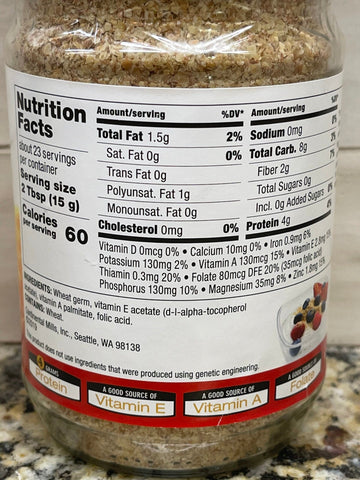 Nutrition
Facts
about 23 servings
per container
Serving size
2 Tbsp (15 g)
Calories
per serving
60
Amount/serving %DV*
Total Fat 1.5g 2%
Sat. Fat 0g 0%
Trans Fat 0g
Polyunsat. Fat 1g
Monounsat. Fat 0g
Cholesterol 0mg 0%
Amount/serving
Sodium 0mg
Total Carb. 8g
Fiber 2g
Total Sugars 0g
Incl. 0g Added Sugars
Protein 4g
Vitamin D 0mcg 0% • Calcium 10mg 0% • Iron 0.9mg 6%
Potassium 130mg 2% • Vitamin A 130mcg 15% • Vitamin E 2.8mg
Thiamin 0.3mg 20% • Folate 80mcg DFE 20% (35mcg folic acid)
Phosphorus 130mg 10% • Magnesium 35mg 8% • Zinc 1.8mg
INGREDIENTS: Wheat germ, vitamin E acetate (d-l-alpha-tocopherol
vitamin A palmitate, folic acid.
Wheat.
Continental Mills, Inc., Seattle, WA 98138
product does not use ingredients that were produced using genetic engineering.
4 GRAMS
Protein
A GOOD SOURCE OF
Vitamin E
A GOOD SOURCE OF
Vitamin A
A GOOD SOURCE OF
Folate